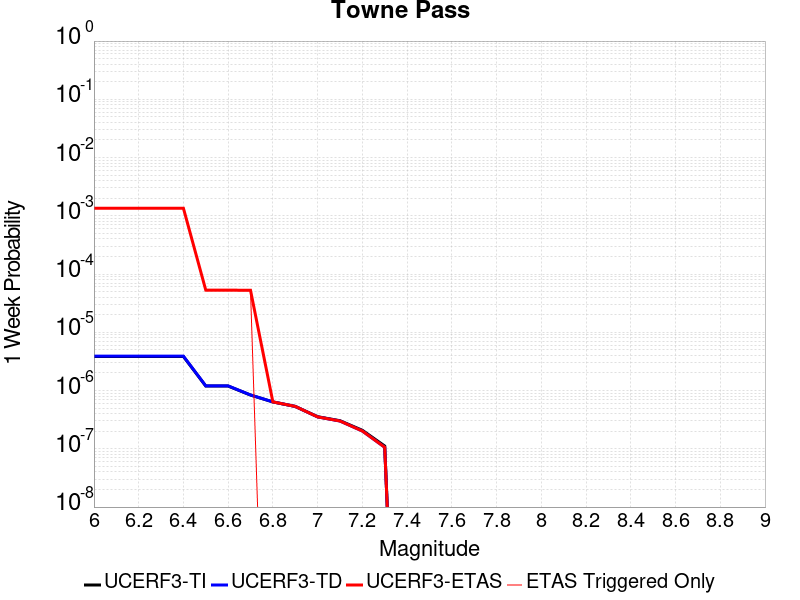 Towne Pass
10^0
10^-1
10^-2
10^-3
10^-4
10^-5
10^-6
10^-7
10^-8
1 Week Probability
6 6.2 6.4 6.6 6.8 7 7.2 7.4 7.6 7.8 8 8.2 8.4 8.6 8.8 9
Magnitude
UCERF3-TI UCERF3-TD UCERF3-ETAS ETAS Triggered Only